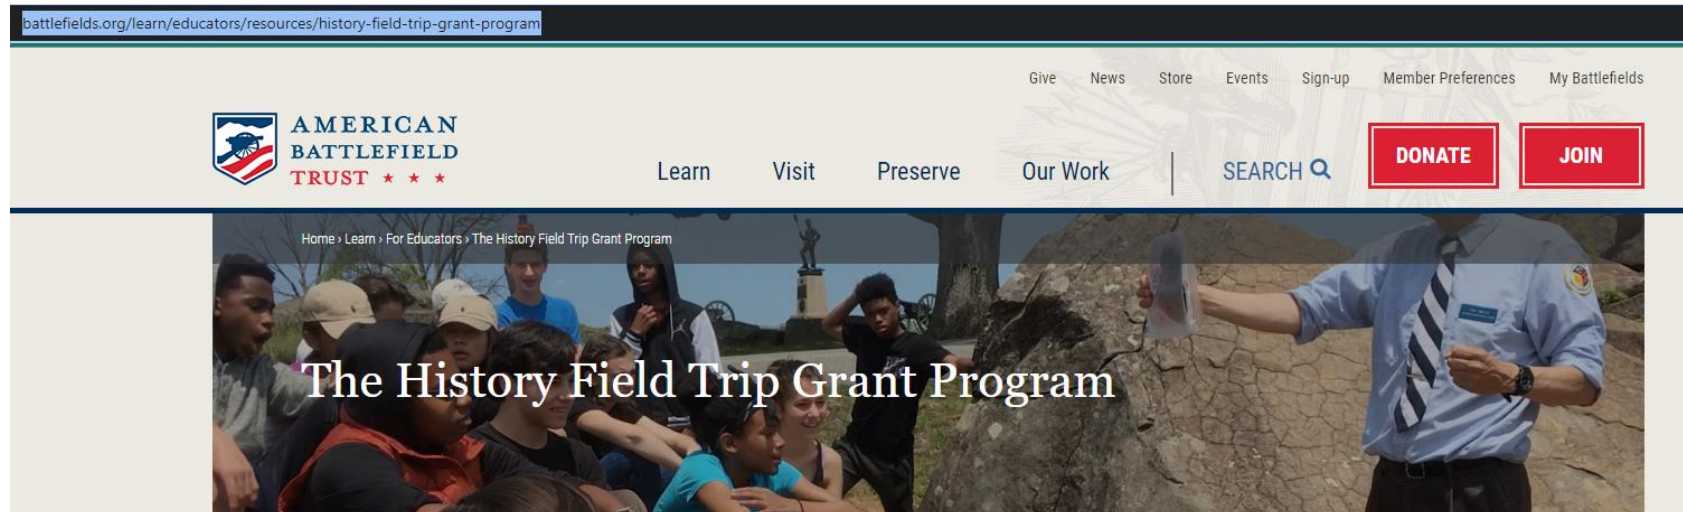 battlefields.org/learn/educators/resources/history-field-trip-grant-program
Give News Store Events Sign-up Member Preferences My Battlefields
AMERICAN
BATTLEFIELD
TRUST ★ ★ ★
Learn Visit Preserve Our Work | SEARCH DONATE JOIN
Home › Learn › For Educators › The History Field Trip Grant Program
The History Field Trip Grant Program